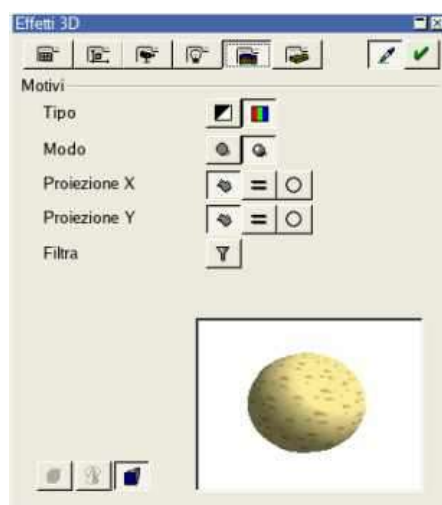 Effetti 3D
Motivi
Tipo
Modo
Proiezione X
Proiezione Y
Filtra